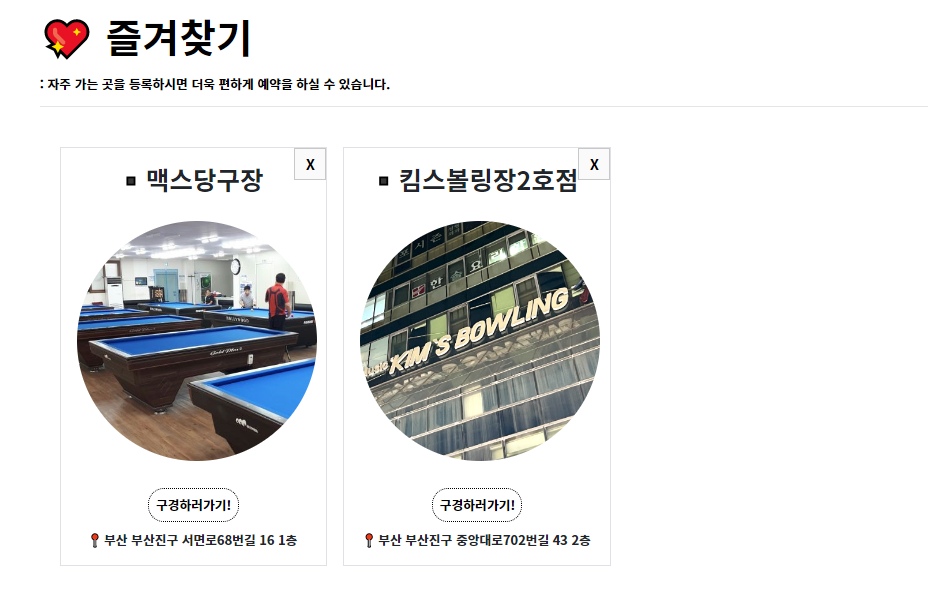 즐겨찾기
: 자주 가는 곳을 등록하시면 더욱 편하게 예약을 하실 수 있습니다.
X
맥스당구장
구경하러가기!
부산 부산진구 서면로68번길 16 1층
X
킴스볼링장2호점
KIM'S BOWLING
구경하러가기!
부산 부산진구 중앙대로702번길 43 2층